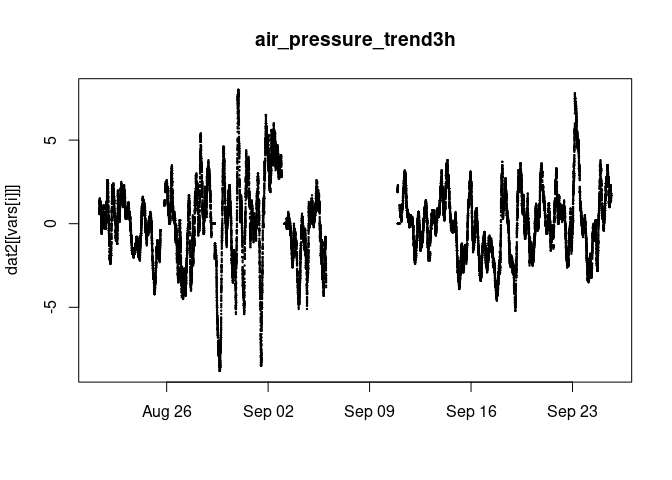 air_pressure_trend3h
dat2[[vars[i]]]
5
0
-5
Aug 26
Sep 02
Sep 09
Sep 16
Sep 23